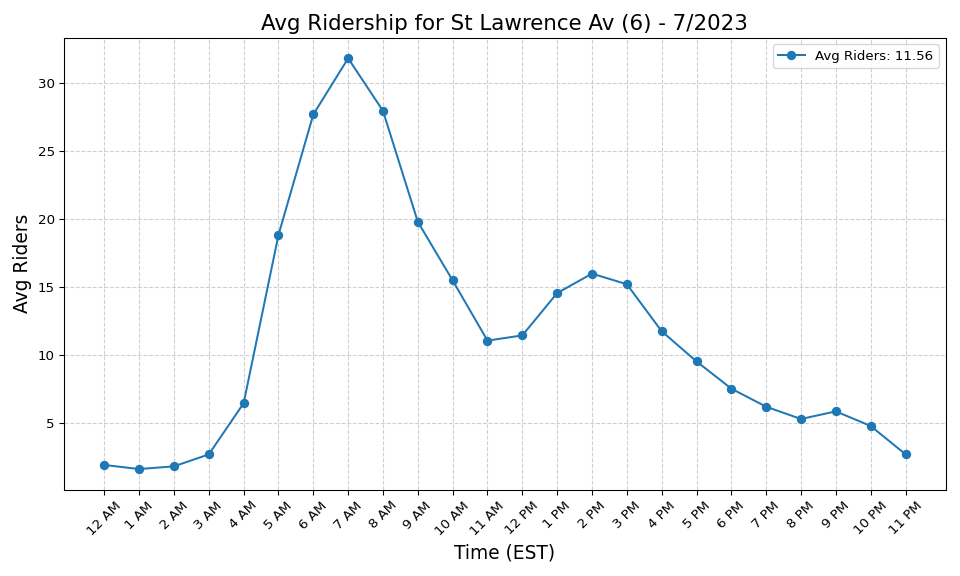 Avg Ridership for St Lawrence Av (6) - 7/2023
Avg Riders: 11.56
Avg Riders
30
25
20
15
10
5
12 AM
1 AM
2 AM
3 AM
4 AM
5 AM
6 AM
7 AM
8 AM
9 AM
10 AM
11 AM
12 PM
1 PM
2 PM
3 PM
4 PM
5 PM
6 PM
7 PM
8 PM
9 PM
10 PM
11 PM
Time (EST)